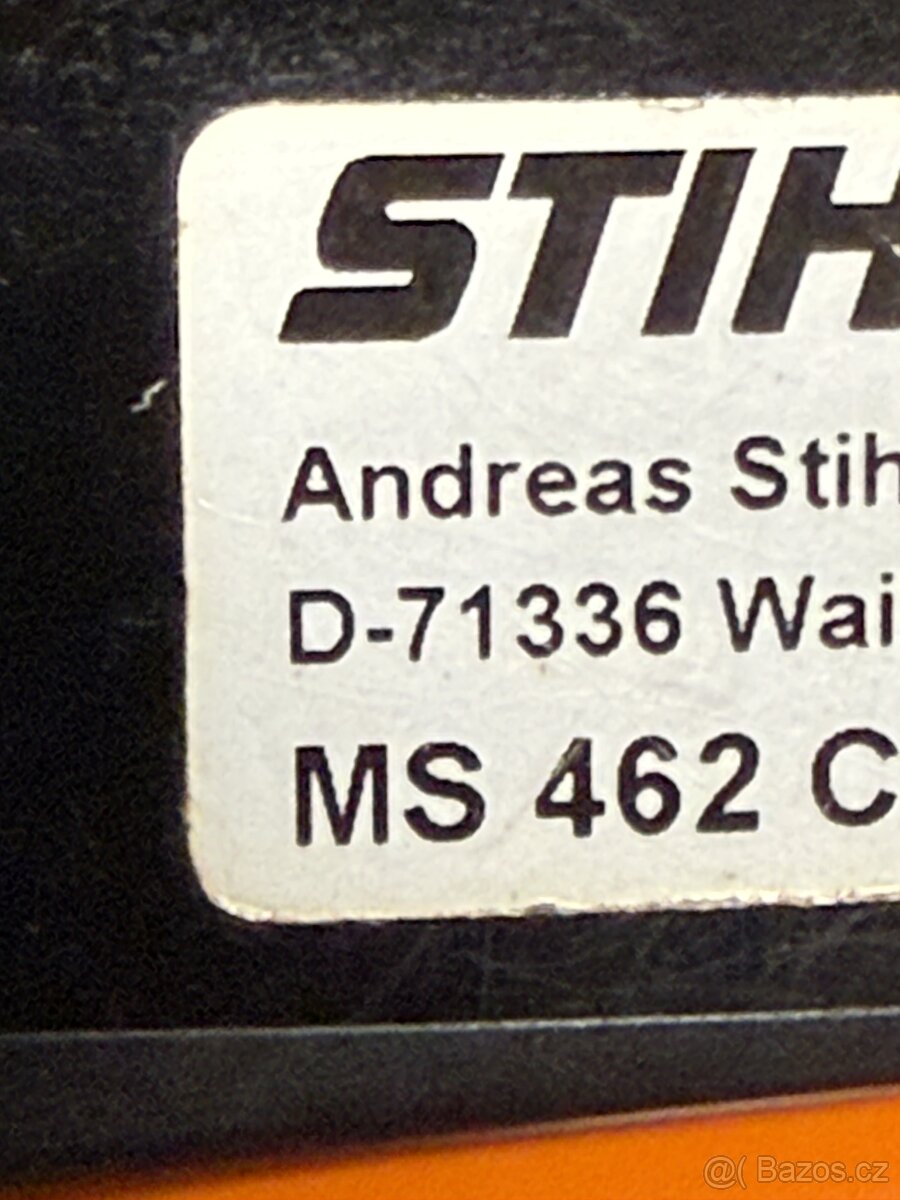 STIH
Andreas Stih
D-71336 Wai
MS 462 C
@( Bazos.cz